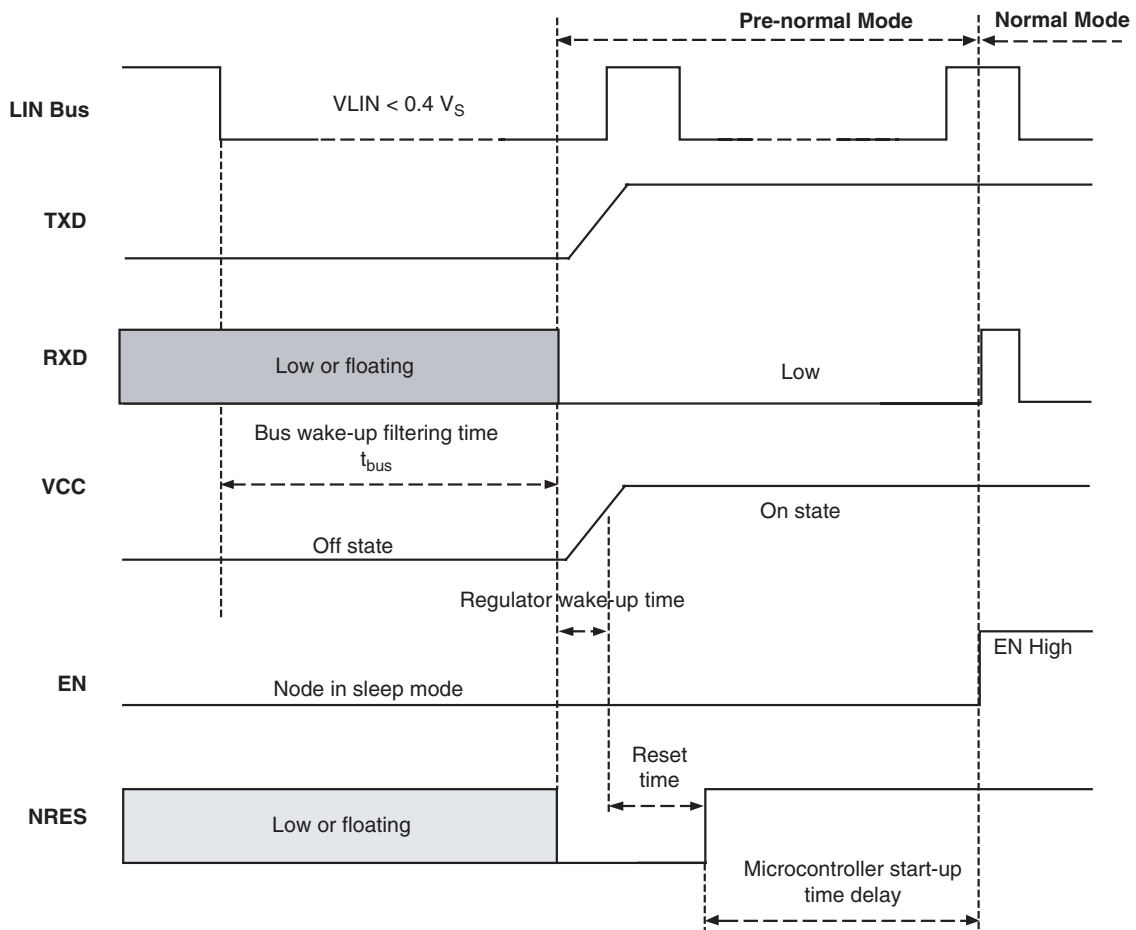 Pre-normal Mode
Normal Mode
LIN Bus
VLIN < 0.4 VS
TXD
RXD
Low or floating
Low
Bus wake-up filtering time
tbus
VCC
Off state
On state
Regulator wake-up time
EN
Node in sleep mode
EN High
Reset
time
NRES
Low or floating
Microcontroller start-up
time delay